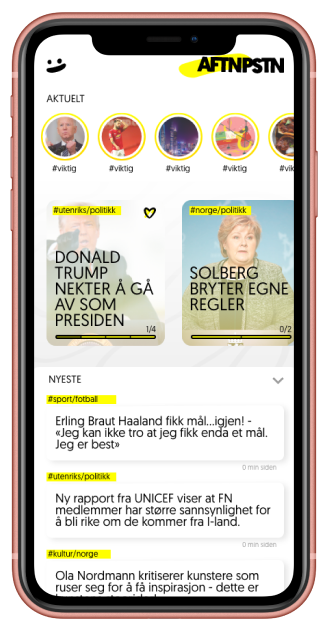 AFTNPSTN
AKTUELT
#viktig
#viktig
#viktig
#viktig
#utenriks/politikk
DONALD
TRUMP
NEKTER Å GÅ
AV SOM
PRESIDEN
1/4
#norge/politikk
SOLBERG
BRYTER EGNE
REGLER
0/2
NYESTE
#sport/fotball
Erling Braut Haaland fikk mål...igjen! -
«Jeg kan ikke tro at jeg fikk enda et mål.
Jeg er best»
0 min siden
#utenriks/politikk
Ny rapport fra UNICEF viser at FN
medlemmer har større sannsynlighet for
å bli rike om de kommer fra I-land.
0 min siden
#kultur/norge
Ola Nordmann kritiserer kunstere som
ruser seg for å få inspirasjon - dette er